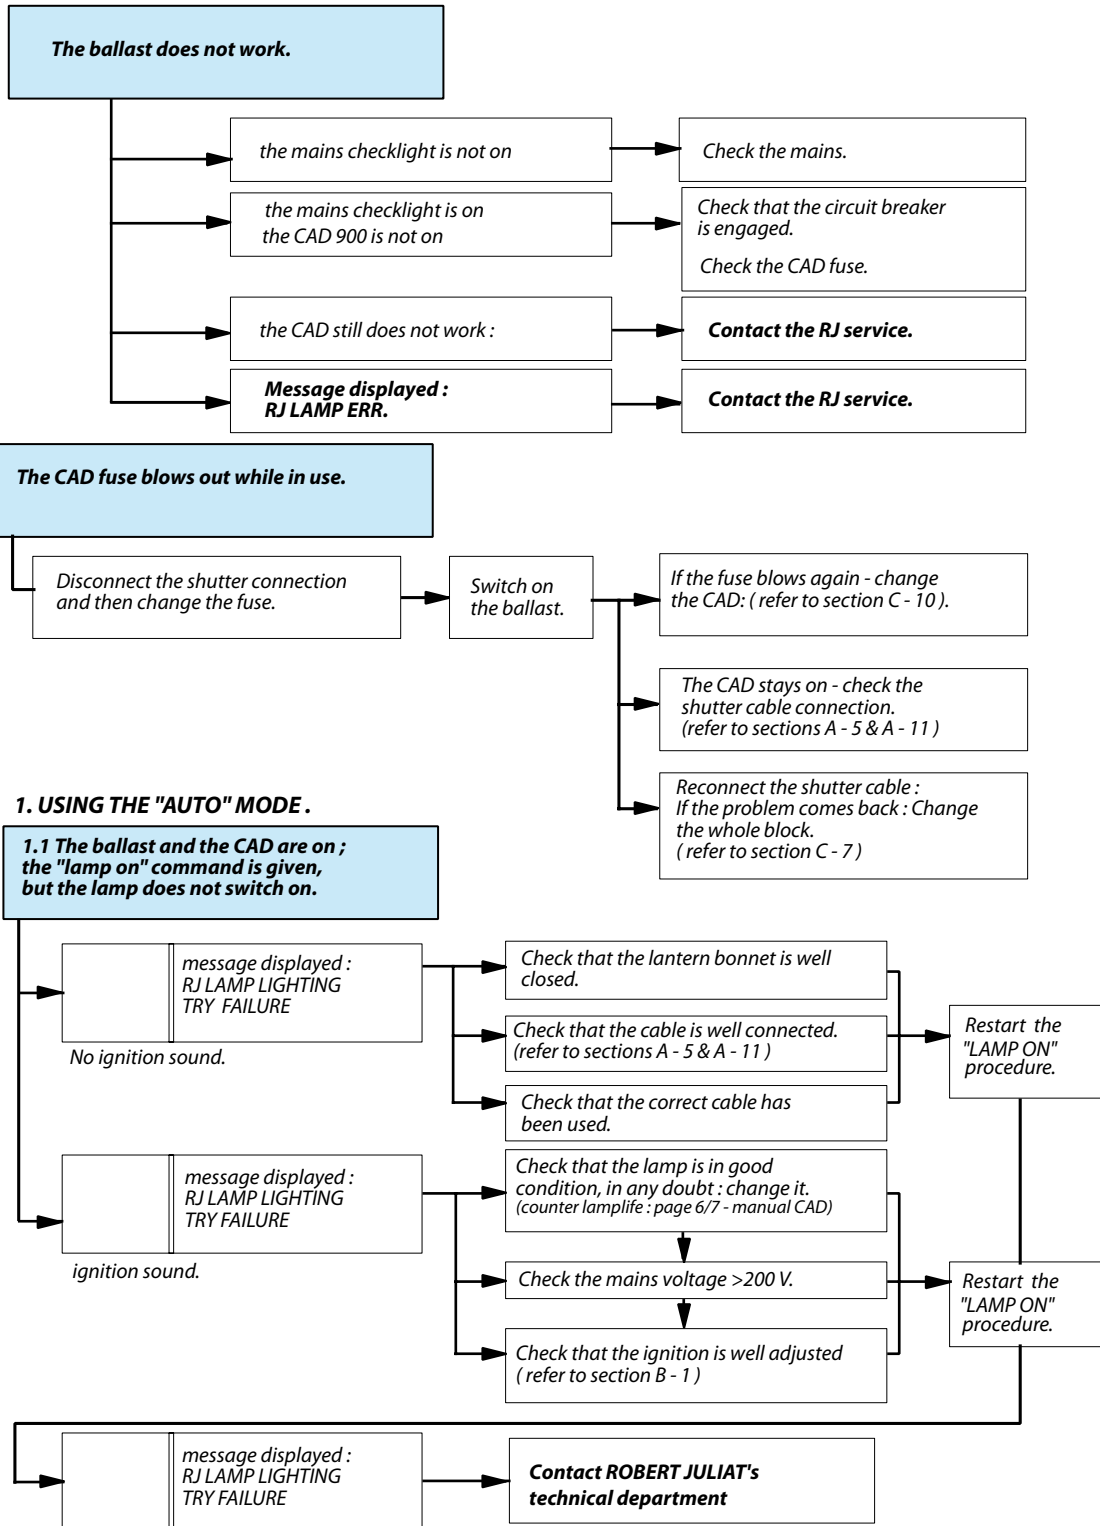 The ballast does not work.
the mains checklight is not on
Check the mains.
the mains checklight is on
the CAD 900 is not on
Check that the circuit breaker
is engaged.
Check the CAD fuse.
the CAD still does not work :
Contact the RJ service.
Message displayed :
RJ LAMP ERR.
Contact the RJ service.
The CAD fuse blows out while in use.
Disconnect the shutter connection
and then change the fuse.
Switch on
the ballast.
If the fuse blows again - change
the CAD: ( refer to section C - 10 ).
The CAD stays on - check the
shutter cable connection.
(refer to sections A - 5 & A - 11 )
Reconnect the shutter cable :
If the problem comes back : Change
the whole block.
( refer to section C - 7 )
1. USING THE "AUTO" MODE .
1.1 The ballast and the CAD are on ;
the "lamp on" command is given,
but the lamp does not switch on.
message displayed :
RJ LAMP LIGHTING
TRY FAILURE
No ignition sound.
Check that the lantern bonnet is well
closed.
Check that the cable is well connected.
(refer to sections A - 5 & A - 11 )
Check that the correct cable has
been used.
Restart the
"LAMP ON"
procedure.
message displayed :
RJ LAMP LIGHTING
TRY FAILURE
ignition sound.
Check that the lamp is in good
condition, in any doubt : change it.
(counter lamplife : page 6/7 - manual CAD)
Check the mains voltage >200 V.
Check that the ignition is well adjusted
( refer to section B - 1 )
Restart the
"LAMP ON"
procedure.
message displayed :
RJ LAMP LIGHTING
TRY FAILURE
Contact ROBERT JULIAT's
technical department